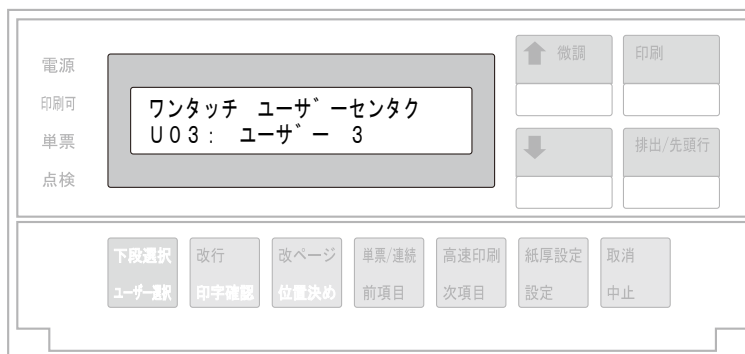 電源
印刷可
単票
点検
ワンタッチ ユーザーセンタク
U03: ユーザー 3
微調
印刷
排出/先頭行
下段選択
改行
改ページ
単票/連続
高速印刷
紙厚設定
取消
ユーザー選択
印字確認
位置決め
前項目
次項目
設定
中止